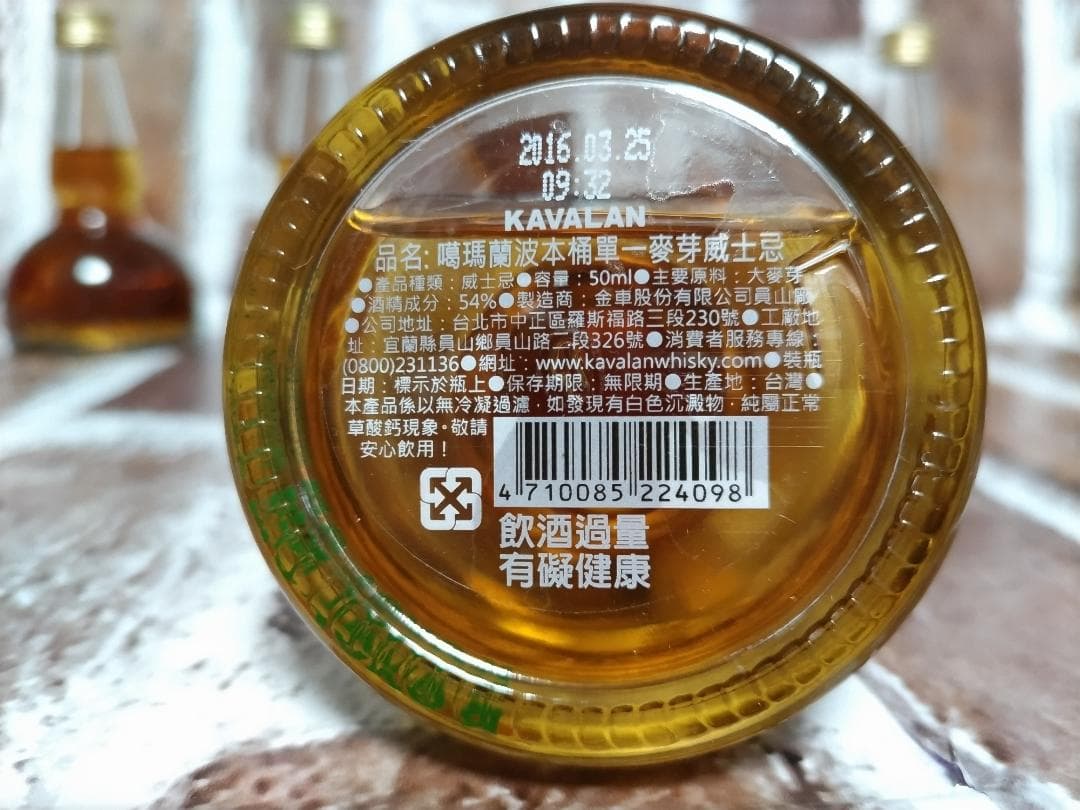 2016.03.25
09:32
KAVALAN
品名: 噶瑪蘭波本桶單一麥芽威士忌
●產品種類：威士忌●容量：50ml●主要原料：大麥芽
●酒精成分：54%●製造商：金車股份有限公司員山廠
●公司地址：台北市中正區羅斯福路三段230號●工廠地
址：宜蘭縣員山鄉員山路二段326號●消費者服務專線：
(0800)231136●網址：www.kavalanwhisky.com●裝瓶
日期：標示於瓶上●保存期限：無限期●生產地：台灣●
本產品係以無冷凝過濾，如發現有白色沉澱物，純屬正常
草酸鈣現象，敬請
安心飲用！
4 710085 224098
飲酒過量
有礙健康